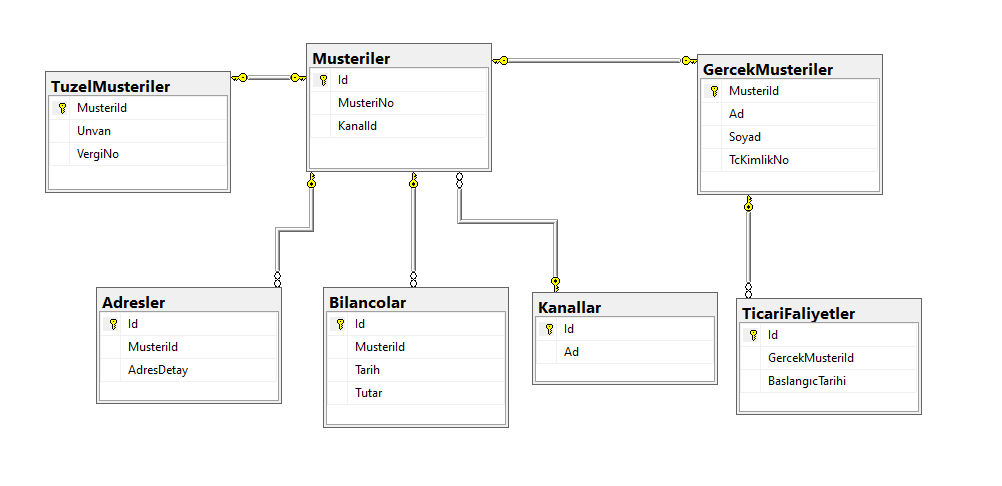 TuzelMusteriler
MusteriId
Unvan
VergiNo
Musteriler
Id
MusteriNo
KanalId
GercekMusteriler
MusteriId
Ad
Soyad
TcKimlikNo
Adresler
Id
MusteriId
AdresDetay
Bilancolar
Id
MusteriId
Tarih
Tutar
Kanallar
Id
Ad
TicariFaliyetler
Id
GercekMusteriId
BaslangıcTarihi